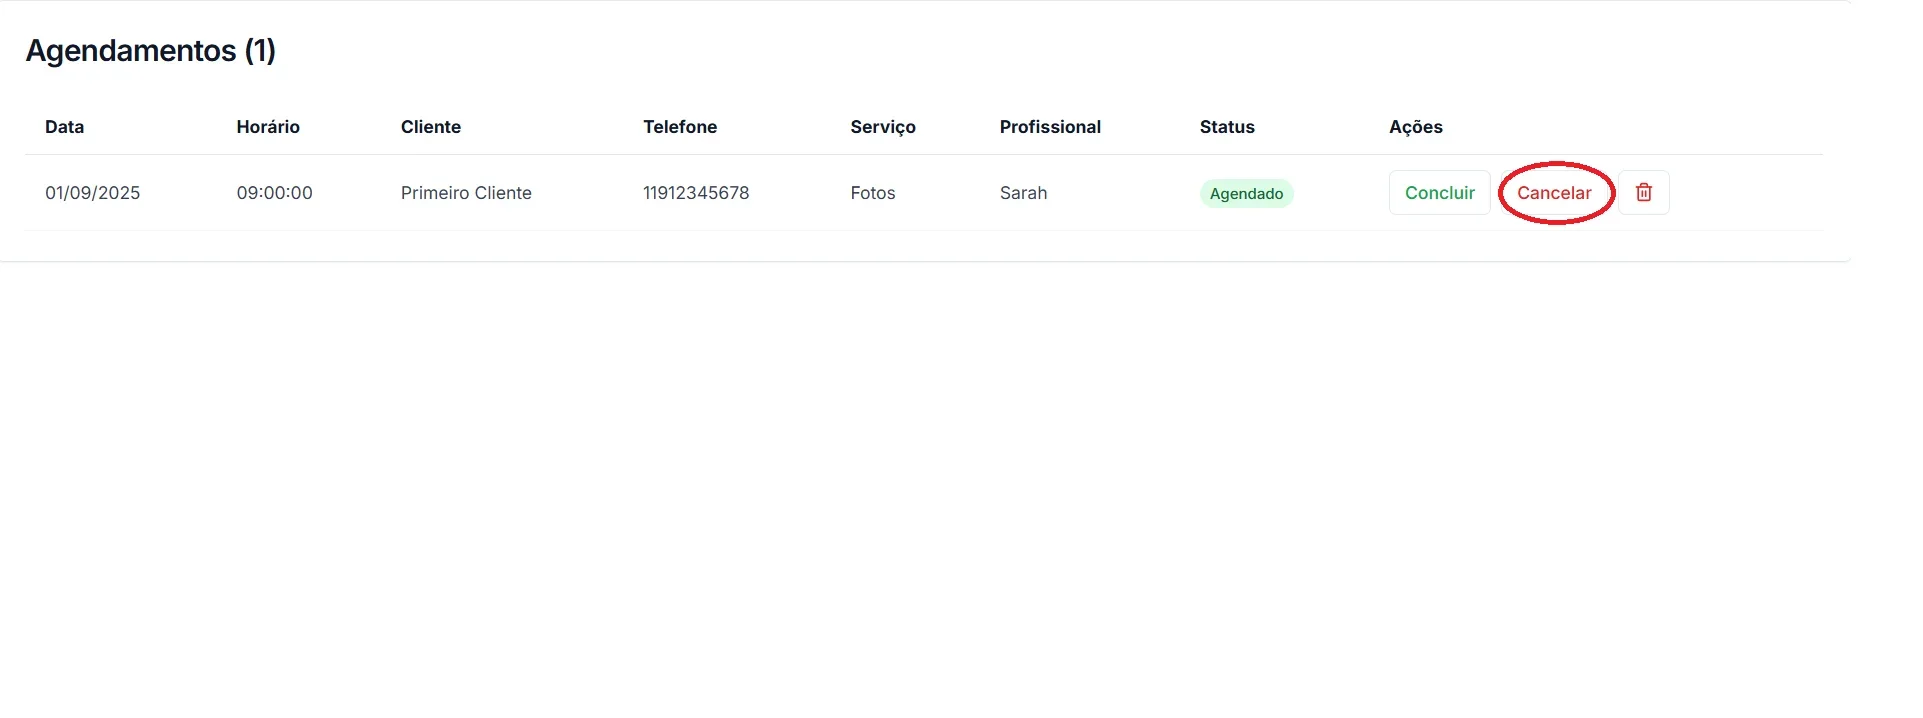 Agendamentos (1)
Data Horário Cliente Telefone Serviço Profissional Status Ações
01/09/2025 09:00:00 Primeiro Cliente 11912345678 Fotos Sarah Agendado Concluir Cancelar